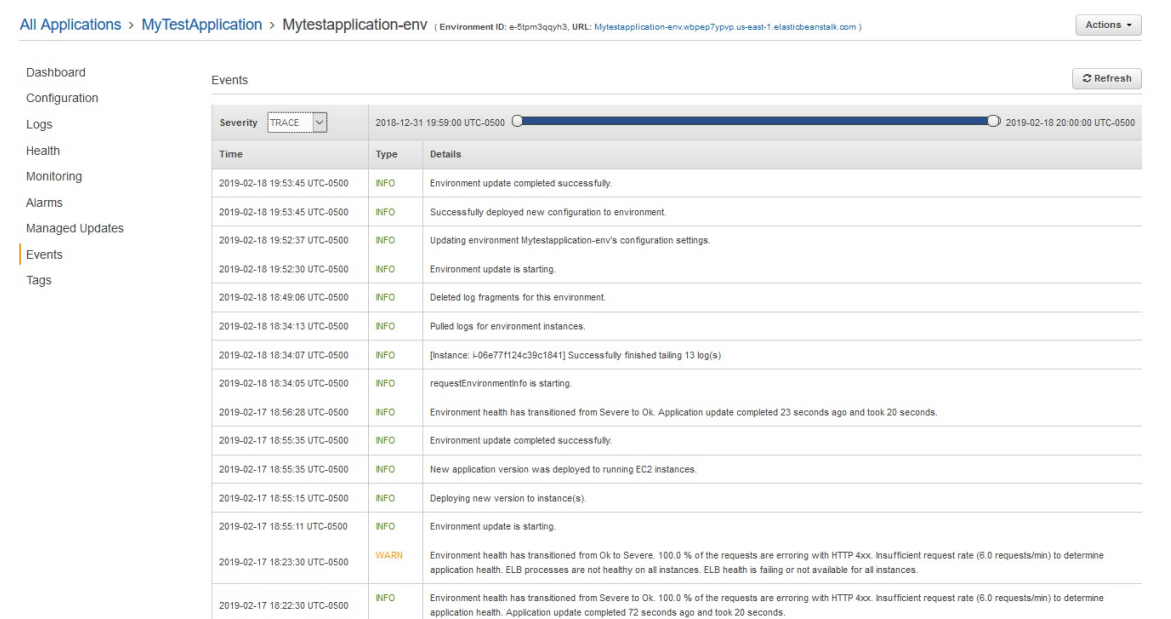 All Applications > MyTestApplication > Mytestapplication-env ( Environment ID: e-5tpm3qqyh3, URL: Mytestapplication-env.wbpep7ypvp.us-east-1.elasticbeanstalk.com ) Actions
Dashboard
Configuration
Logs
Health
Monitoring
Alarms
Managed Updates
Events
Tags
Events Refresh
Severity TRACE 2018-12-31 19:59:00 UTC-0500 2019-02-18 20:00:00 UTC-0500
Time Type Details
2019-02-18 19:53:45 UTC-0500 INFO Environment update completed successfully.
2019-02-18 19:53:45 UTC-0500 INFO Successfully deployed new configuration to environment.
2019-02-18 19:52:37 UTC-0500 INFO Updating environment Mytestapplication-env's configuration settings.
2019-02-18 19:52:30 UTC-0500 INFO Environment update is starting.
2019-02-18 18:49:06 UTC-0500 INFO Deleted log fragments for this environment.
2019-02-18 18:34:13 UTC-0500 INFO Pulled logs for environment instances.
2019-02-18 18:34:07 UTC-0500 INFO [Instance: i-06e77f124c39c1841] Successfully finished tailing 13 log(s)
2019-02-18 18:34:05 UTC-0500 INFO requestEnvironmentInfo is starting.
2019-02-17 18:56:28 UTC-0500 INFO Environment health has transitioned from Severe to Ok. Application update completed 23 seconds ago and took 20 seconds.
2019-02-17 18:55:35 UTC-0500 INFO Environment update completed successfully.
2019-02-17 18:55:35 UTC-0500 INFO New application version was deployed to running EC2 instances.
2019-02-17 18:55:15 UTC-0500 INFO Deploying new version to instance(s).
2019-02-17 18:55:11 UTC-0500 INFO Environment update is starting.
2019-02-17 18:23:30 UTC-0500 WARN Environment health has transitioned from Ok to Severe. 100.0 % of the requests are erroring with HTTP 4xx. Insufficient request rate (6.0 requests/min) to determine
application health. ELB processes are not healthy on all instances. ELB health is failing or not available for all instances.
2019-02-17 18:22:30 UTC-0500 INFO Environment health has transitioned from Severe to Ok. 100.0 % of the requests are erroring with HTTP 4xx. Insufficient request rate (6.0 requests/min) to determine
application health. Application update completed 72 seconds ago and took 20 seconds.